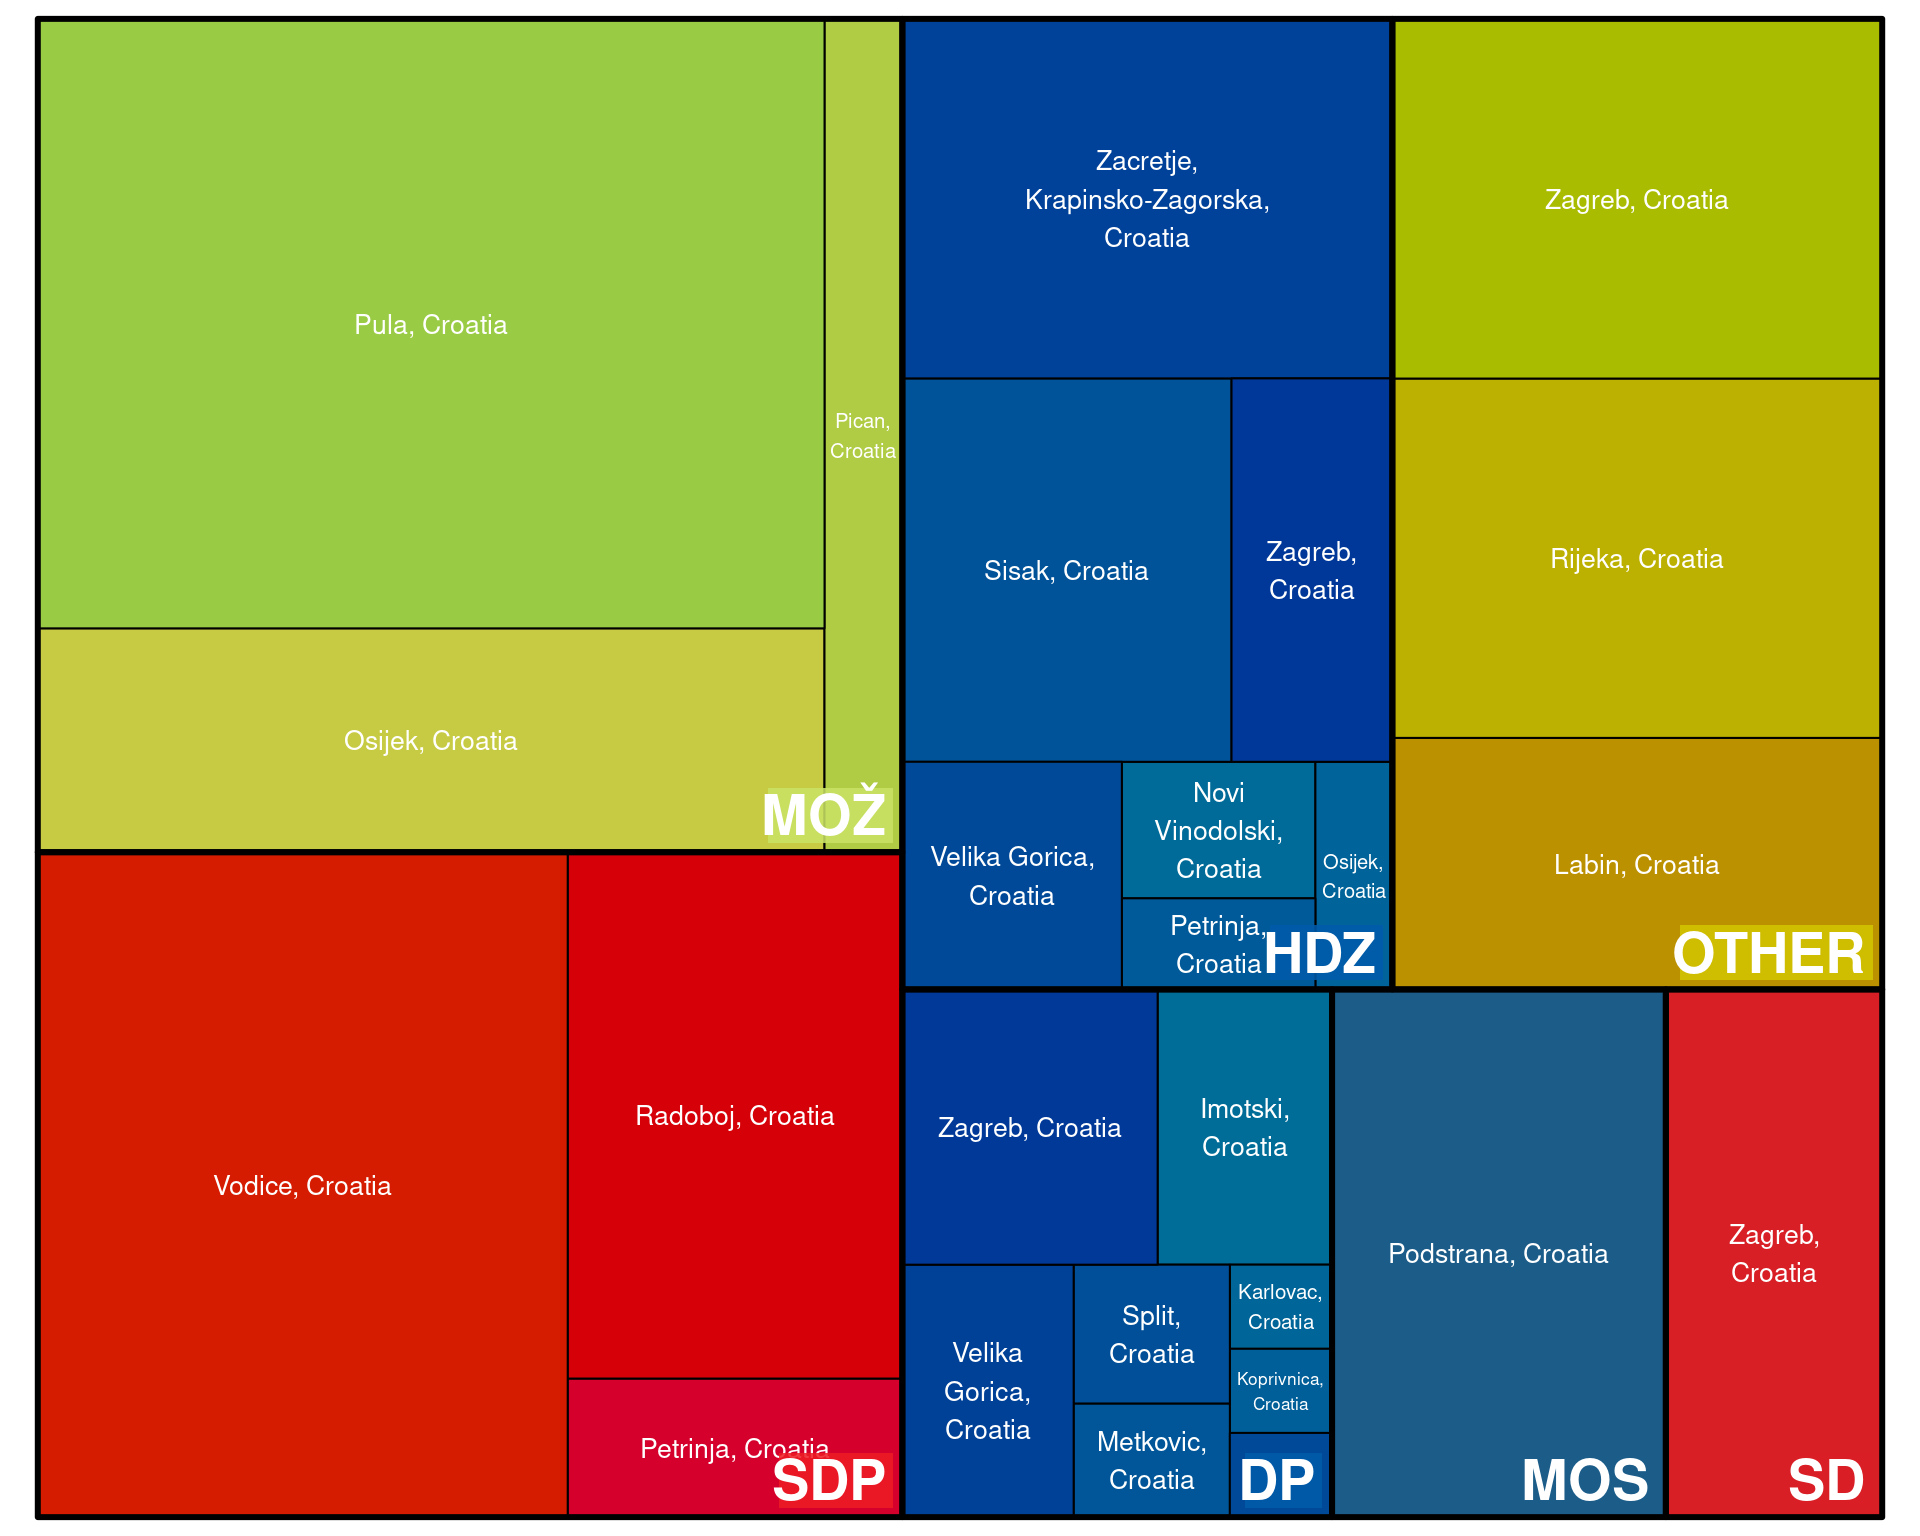 Pula, Croatia
Pican,
Croatia
Osijek, Croatia
MOŽ
Vodice, Croatia
Radoboj, Croatia
Petrinja, Croatia
SDP
Zacretje,
Krapinsko-Zagorska,
Croatia
Sisak, Croatia
Zagreb,
Croatia
Velika Gorica,
Croatia
Novi
Vinodolski,
Croatia
Petrinja,
Croatia
Osijek,
Croatia
HDZ
Zagreb, Croatia
Rijeka, Croatia
Labin, Croatia
OTHER
Zagreb, Croatia
Imotski,
Croatia
Velika
Gorica,
Croatia
Split,
Croatia
Metkovic,
Croatia
Karlovac,
Croatia
Koprivnica,
Croatia
DP
Podstrana, Croatia
MOS
Zagreb,
Croatia
SD